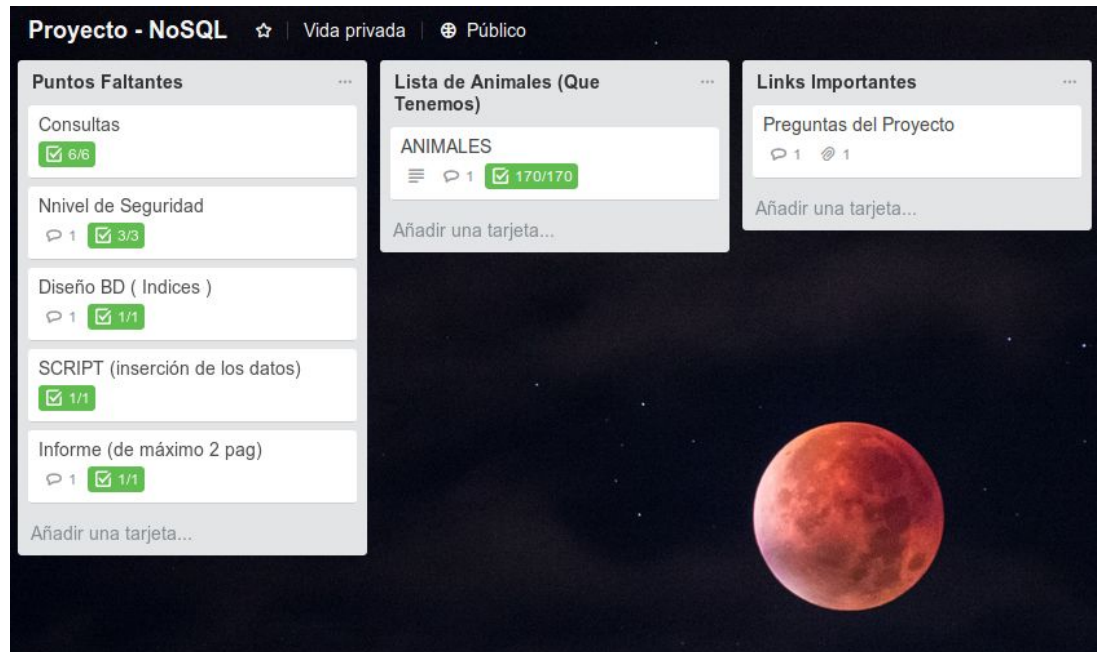 Proyecto - NoSQL Vida privada Público
Puntos Faltantes
Consultas
6/6
Nnivel de Seguridad
1 3/3
Diseño BD ( Indices )
1 1/1
SCRIPT (inserción de los datos)
1/1
Informe (de máximo 2 pag)
1 1/1
Añadir una tarjeta...
Lista de Animales (Que
Tenemos)
ANIMALES
1 170/170
Añadir una tarjeta...
Links Importantes
Preguntas del Proyecto
1 1
Añadir una tarjeta...